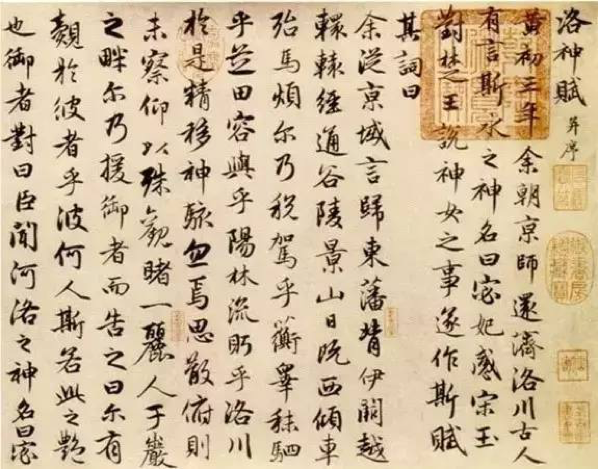 洛神賦 并序
黃初三年余朝京師還濟洛川古人
有言斯水之神名曰宓妃感宋玉
對楚王說神女之事遂作斯賦
其詞曰
余從京域言歸東藩背伊闕越
轘轅經通谷陵景山日既西傾車
殆馬煩尔乃稅駕乎蘅皋秣駟
乎芝田容與乎陽林流眄乎洛川
於是精移神駭忽焉思散俯則
未察仰以殊觀睹一麗人于巖
之畔尔乃援御者而告之曰尔有
覿於彼者乎彼何人斯若此之艷
也御者對曰臣聞河洛之神名曰宓